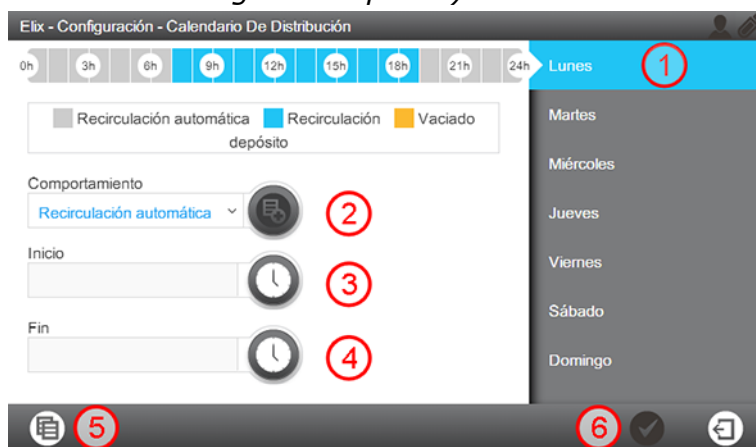 Elix - Configuración - Calendario De Distribución
0h 3h 6h 9h 12h 15h 18h 21h 24h
Lunes 1
Recirculación automática Recirculación Vaciado
depósito
Martes
Miércoles
Comportamiento
Recirculación automática 2
Jueves
Inicio
3
Viernes
Sábado
Fin
4
Domingo
5 6